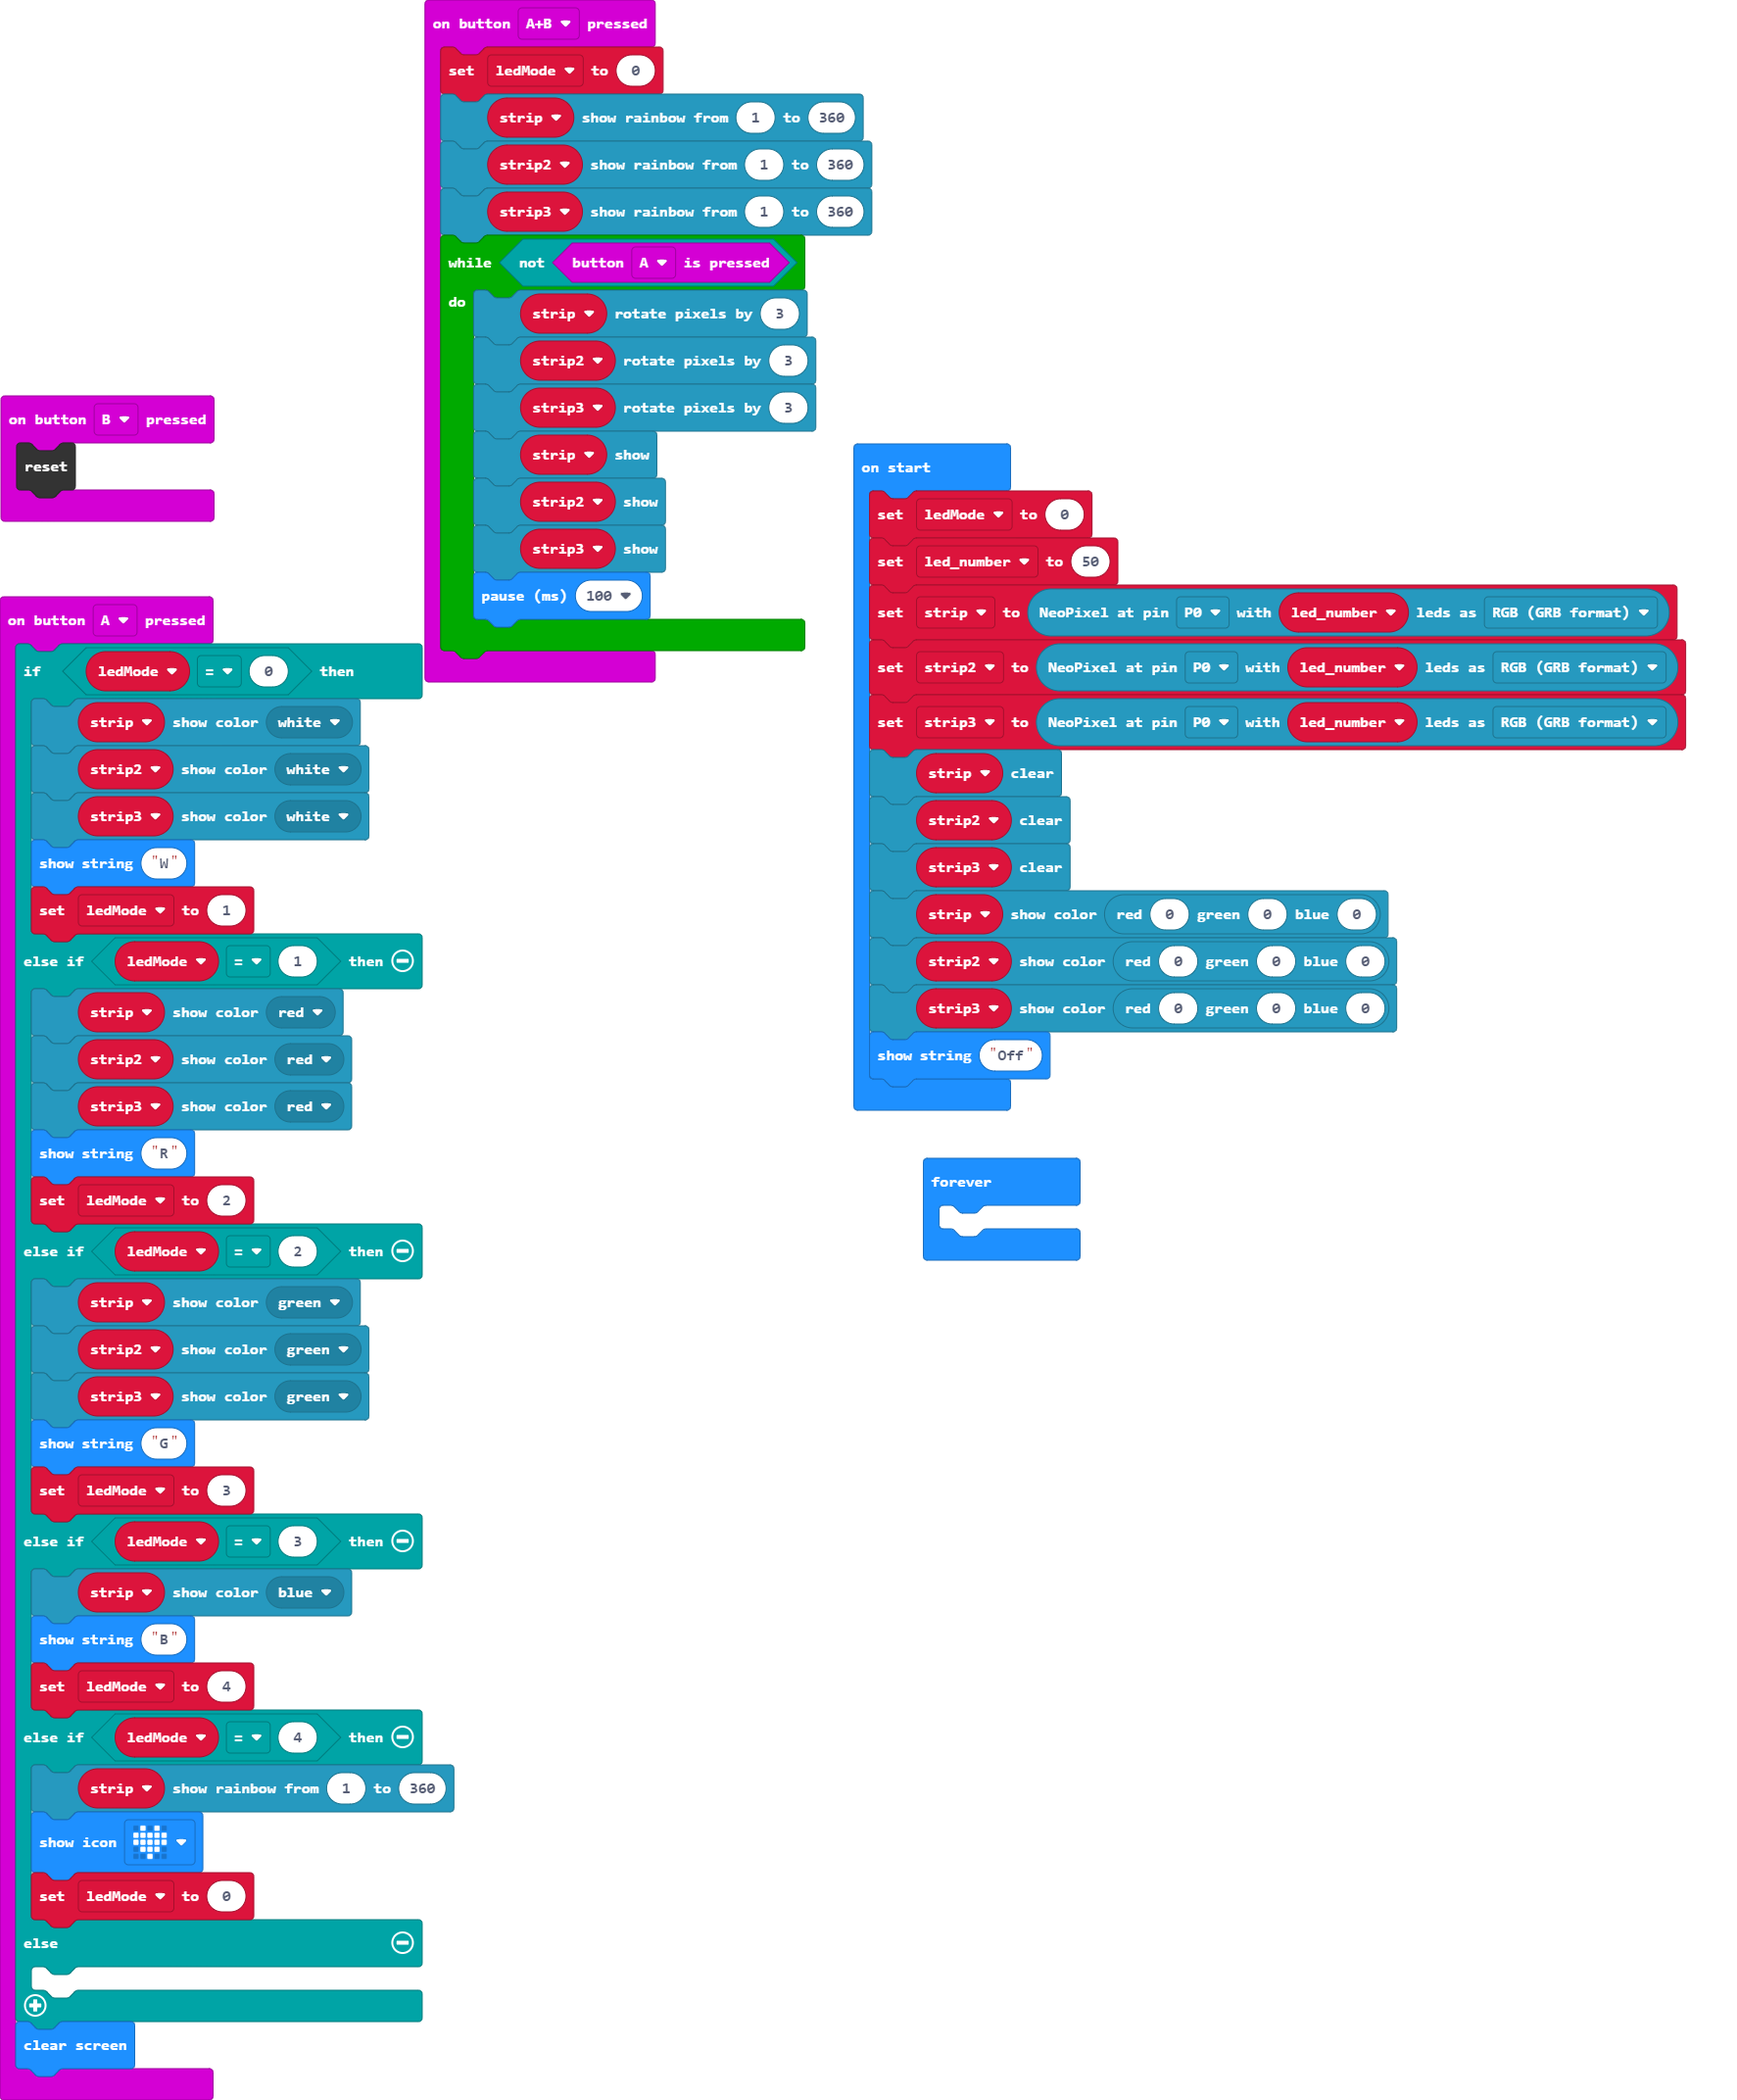 on button A+B pressed
set ledMode to 0
strip show rainbow from 1 to 360
strip2 show rainbow from 1 to 360
strip3 show rainbow from 1 to 360
while not button A is pressed
do
strip rotate pixels by 3
strip2 rotate pixels by 3
strip3 rotate pixels by 3
strip show
strip2 show
strip3 show
pause (ms) 100
on button B pressed
reset
on button A pressed
if ledMode = 0 then
strip show color white
strip2 show color white
strip3 show color white
show string "W"
set ledMode to 1
else if ledMode = 1 then
strip show color red
strip2 show color red
strip3 show color red
show string "R"
set ledMode to 2
else if ledMode = 2 then
strip show color green
strip2 show color green
strip3 show color green
show string "G"
set ledMode to 3
else if ledMode = 3 then
strip show color blue
show string "B"
set ledMode to 4
else if ledMode = 4 then
strip show rainbow from 1 to 360
show icon
set ledMode to 0
else
clear screen
on start
set ledMode to 0
set led_number to 50
set strip to NeoPixel at pin P0 with led_number leds as RGB (GRB format)
set strip2 to NeoPixel at pin P0 with led_number leds as RGB (GRB format)
set strip3 to NeoPixel at pin P0 with led_number leds as RGB (GRB format)
strip clear
strip2 clear
strip3 clear
strip show color red 0 green 0 blue 0
strip2 show color red 0 green 0 blue 0
strip3 show color red 0 green 0 blue 0
show string "Off"
forever